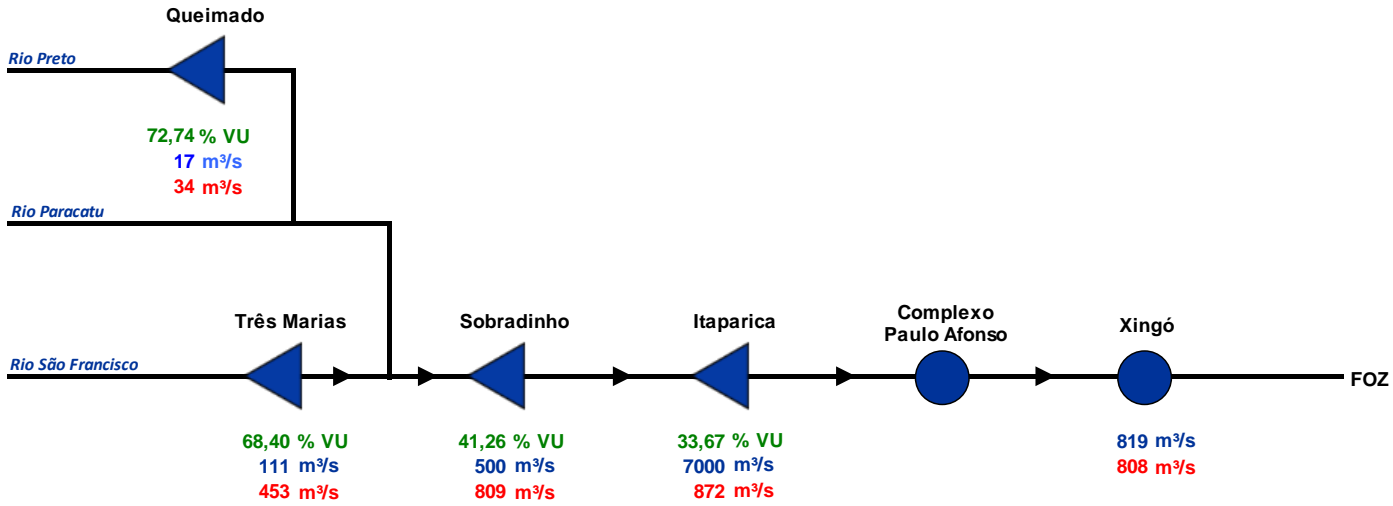 Queimado
Rio Preto
72,74 % VU
17 m³/s
34 m³/s
Rio Paracatu
Três Marias
Sobradinho
Itaparica
Complexo
Paulo Afonso
Xingó
Rio São Francisco
FOZ
68,40 % VU
111 m³/s
453 m³/s
41,26 % VU
500 m³/s
809 m³/s
33,67 % VU
7000 m³/s
872 m³/s
819 m³/s
808 m³/s